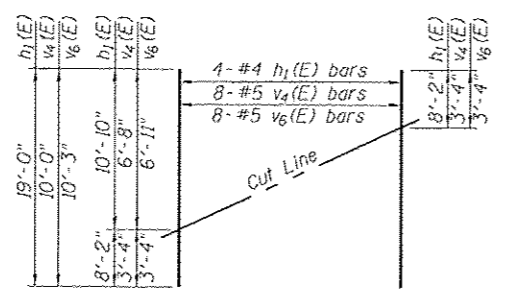 h1(E)
v4(E)
v6(E)
h1(E)
v4(E)
v6(E)
h1(E)
v4(E)
v6(E)
4- #4 h1(E) bars
8- #5 v4(E) bars
8- #5 v6(E) bars
8'-2"
3'-4"
3'-4"
19'-0"
10'-0"
10'-3"
10'-10"
6'-8"
6'-11"
Cut Line
8'-2"
3'-4"
3'-4"